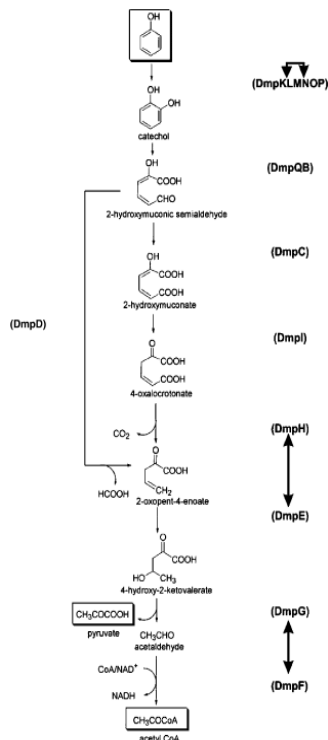 OH
(DmpKLMNOP)
OH
OH
catechol
(DmpQB)
OH
COOH
CHO
2-hydroxymuconic semialdehyde
(DmpC)
OH
COOH
COOH
2-hydroxymuconate
(DmpD)
(DmpI)
O
COOH
COOH
4-oxalocrotonate
(DmpH)
CO2
O
COOH
CH2
HCOOH
2-oxopent-4-enoate
(DmpE)
O
COOH
HO
CH3
4-hydroxy-2-ketovalerate
(DmpG)
CH3COCOOH
pyruvate
CH3CHO
acetaldehyde
CoA/NAD+
(DmpF)
NADH
CH3COCoA
acetyl CoA